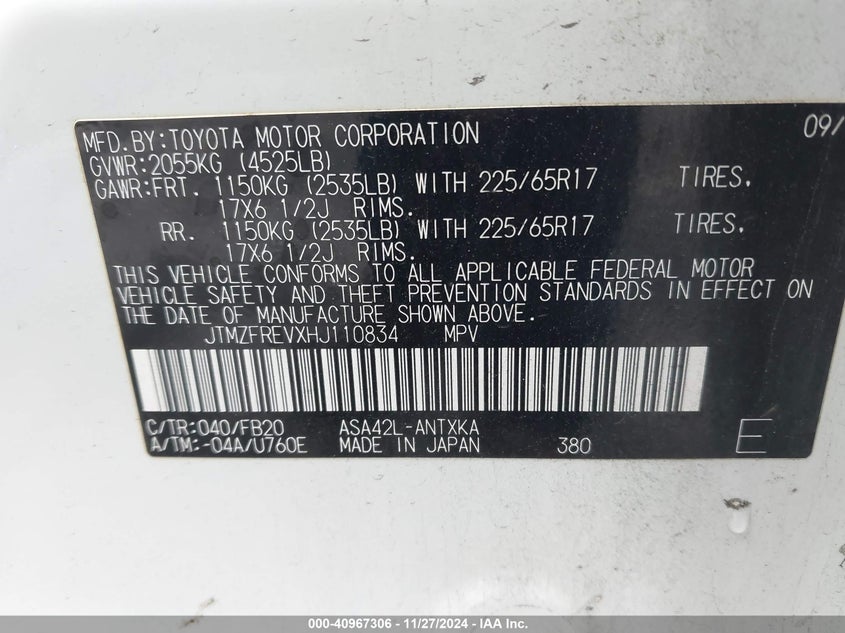 MFD.BY:TOYOTA MOTOR CORPORATION 09/
GVWR:2055KG (4525LB)
GAWR:FRT. 1150KG (2535LB) WITH 225/65R17 TIRES,
17X6 1/2J RIMS.
RR. 1150KG (2535LB) WITH 225/65R17 TIRES,
17X6 1/2J RIMS.
THIS VEHICLE CONFORMS TO ALL APPLICABLE FEDERAL MOTOR
VEHICLE SAFETY AND THEFT PREVENTION STANDARDS IN EFFECT ON
THE DATE OF MANUFACTURE SHOWN ABOVE.
JTMZFREVXHJ110834 MPV
C/TR:040/FB20 ASA42L-ANTXKA
A/TM:-04A/U760E MADE IN JAPAN 380 E
000-40967306 - 11/27/2024 - IAA Inc.